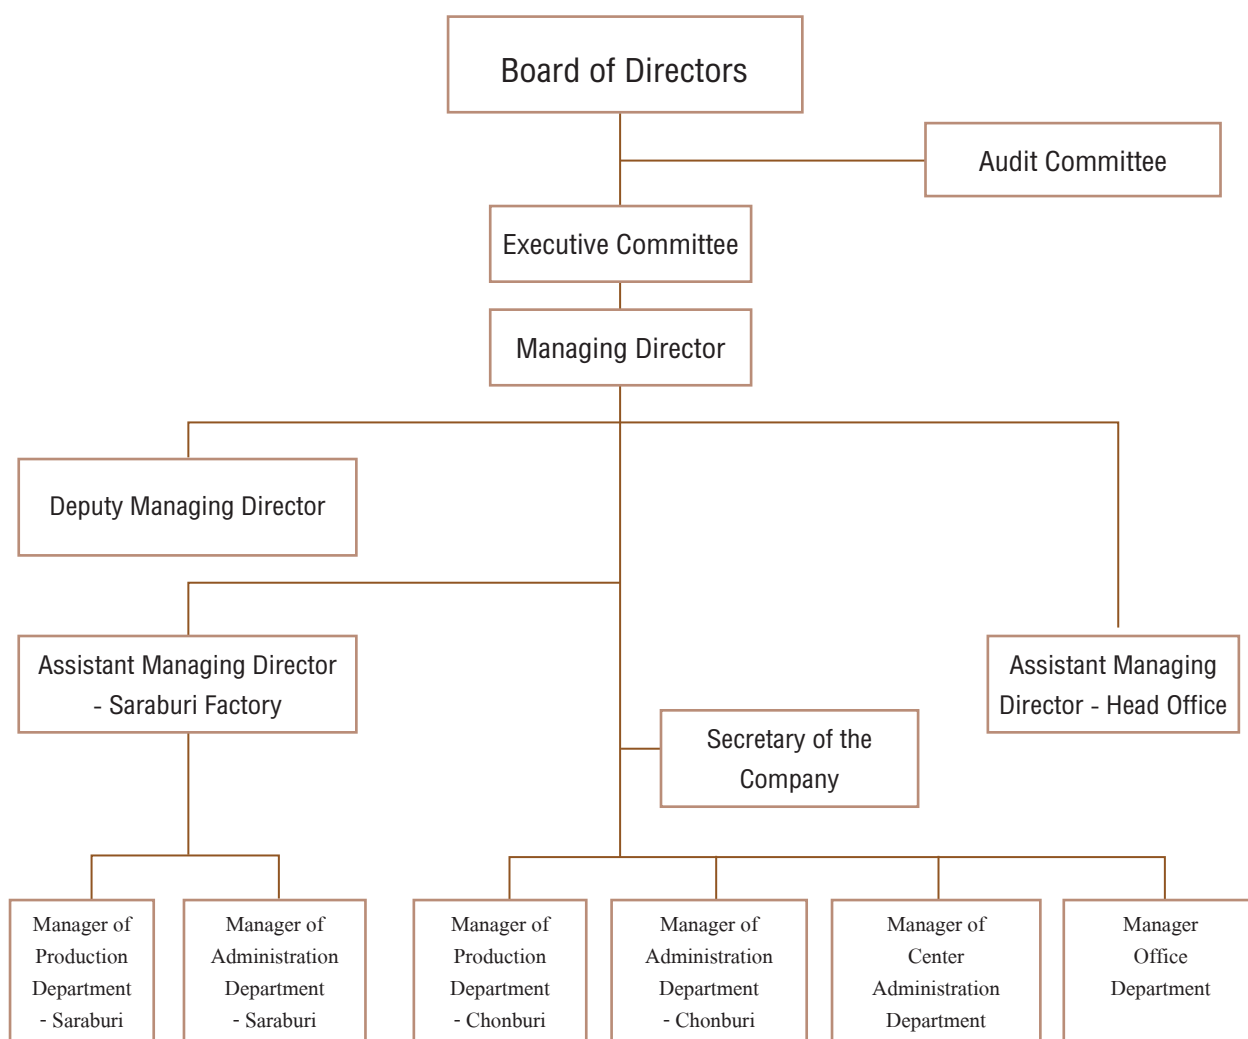 Board of Directors
Audit Committee
Executive Committee
Managing Director
Deputy Managing Director
Assistant Managing Director
- Saraburi Factory
Assistant Managing
Director - Head Office
Secretary of the
Company
Manager of
Production
Department
- Saraburi
Manager of
Administration
Department
- Saraburi
Manager of
Production
Department
- Chonburi
Manager of
Administration
Department
- Chonburi
Manager of
Center
Administration
Department
Manager
Office
Department